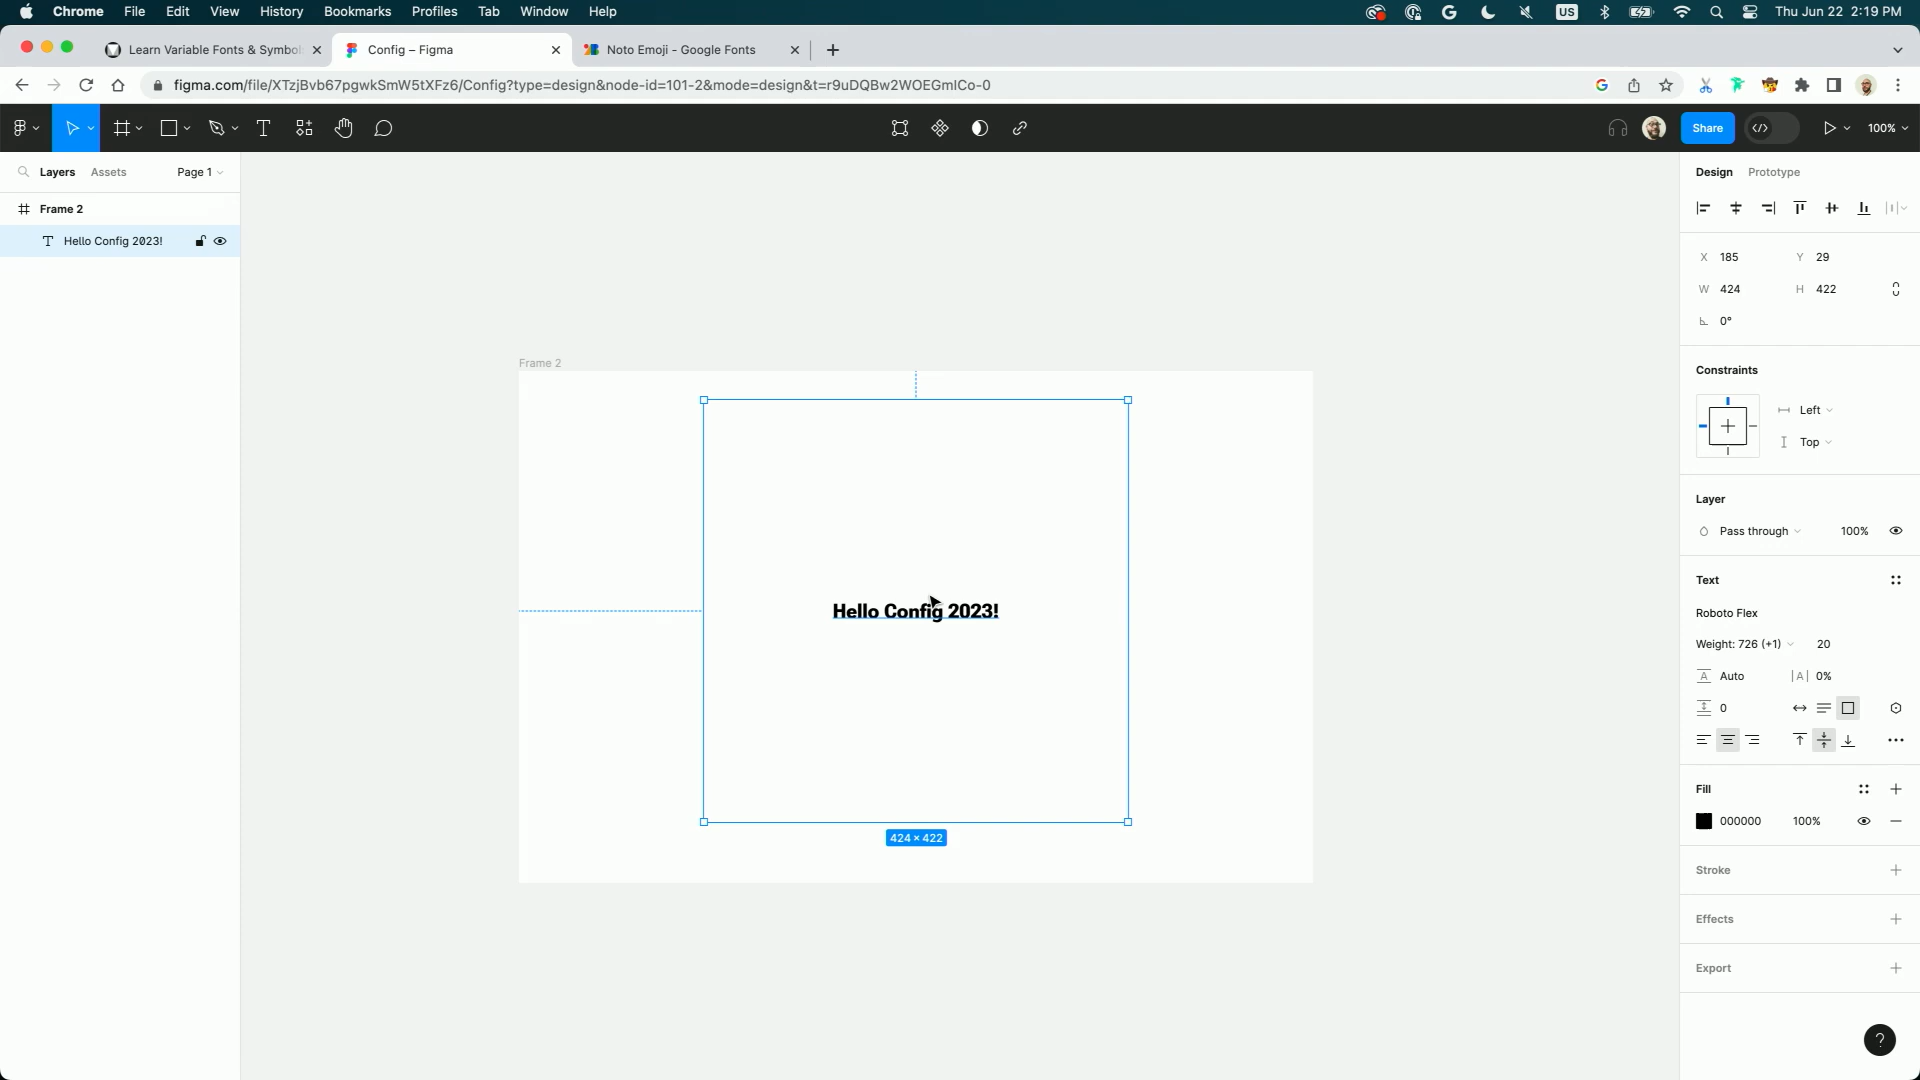 Chrome File Edit View History Bookmarks Profiles Tab Window Help US Thu Jun 22 2:19 PM
Learn Variable Fonts & Symbol Config – Figma Noto Emoji - Google Fonts
figma.com/file/XTzjBvb67pgwkSmW5tXFz6/Config?type=design&node-id=101-2&mode=design&t=r9uDQBw2WOEGmICo-0
Share 100%
Layers Assets Page 1
Frame 2
Hello Config 2023!
Frame 2
Hello Config 2023!
424 × 422
Design Prototype
X 185 Y 29
W 424 H 422
0°
Constraints
Left
Top
Layer
Pass through 100%
Text
Roboto Flex
Weight: 726 (+1) 20
A Auto |A| 0%
0
Fill
000000 100%
Stroke
Effects
Export
?